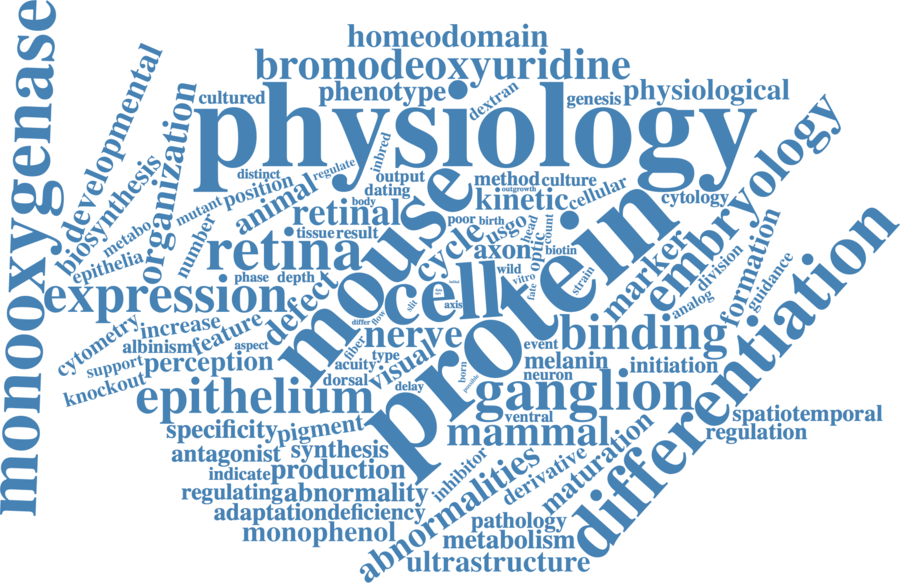 homeodomain
bromodeoxyuridine
monooxygenase
developmental
cultured
phenotype
dextran
genesis
physiological
physiology
organization
biosynthesis
distinct
regulate
inbred
output
method
culture
dating
body
kinetic
outgrowth
cellular
cytology
embryology
mutant
position
animal
number
metabo
epithelia
retinal
tissue
result
mouse
poor
birth
usgo
head
count
cycle
axon
optic
biotin
protein
retina
phase
depth
wild
vitro
fate
strain
marker
division
analog
formation
guidance
expression
defect
cell
axis
slit
flow
differ
fiber
nerve
cytometry
increase
feature
albinism
aspect
support
perception
knockout
acuity
type
dorsal
visual
delay
born
possible
event
binding
melanin
neuron
initiation
differentiation
epithelium
ganglion
ventral
mammal
spatiotemporal
regulation
specificity
pigment
antagonist
synthesis
indicate
production
inhibitor
regulating
abnormality
abnormalities
derivative
maturation
adaptation
deficiency
monophenol
pathology
metabolism
ultrastructure